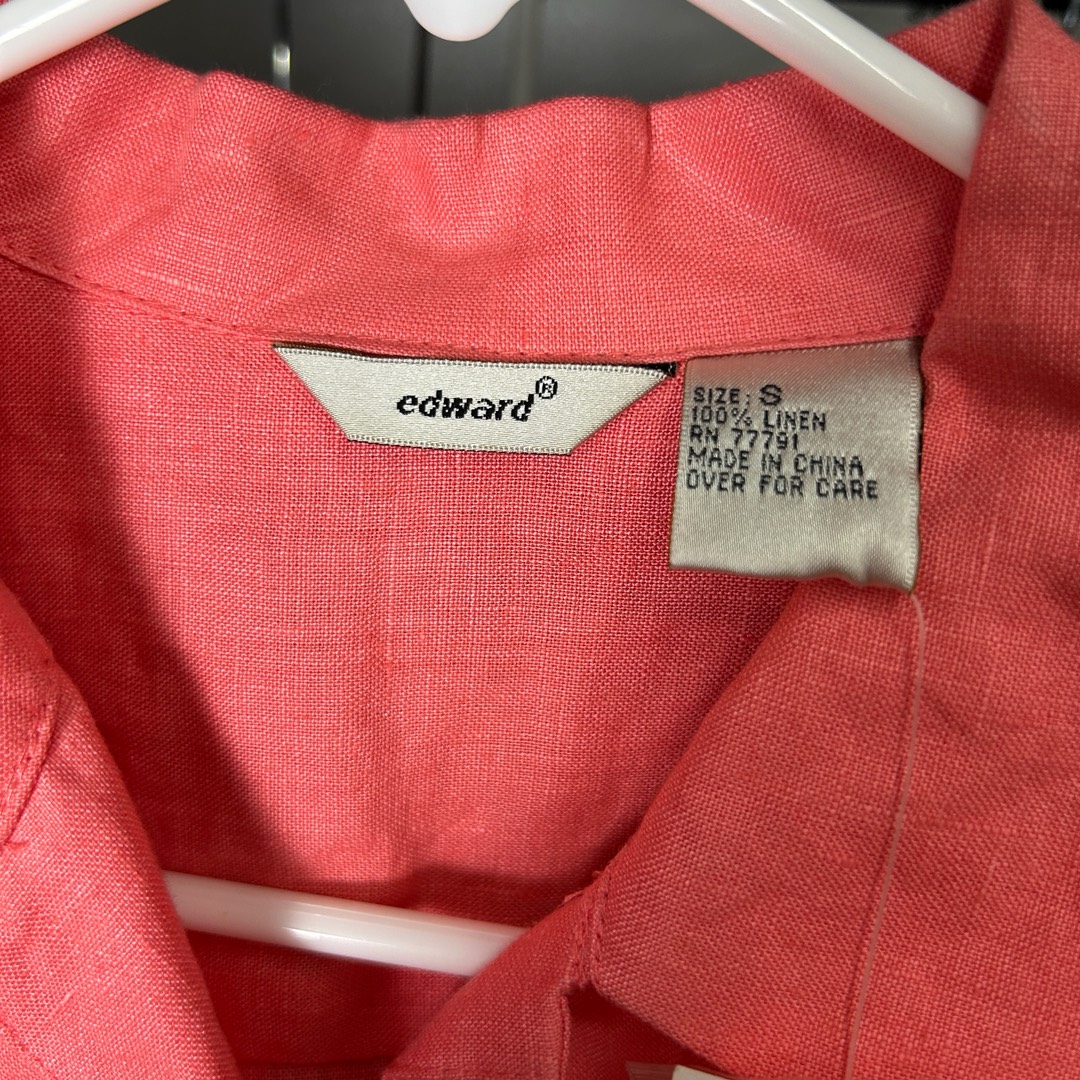 edward®
SIZE: S
100% LINEN
RN 77791
MADE IN CHINA
OVER FOR CARE